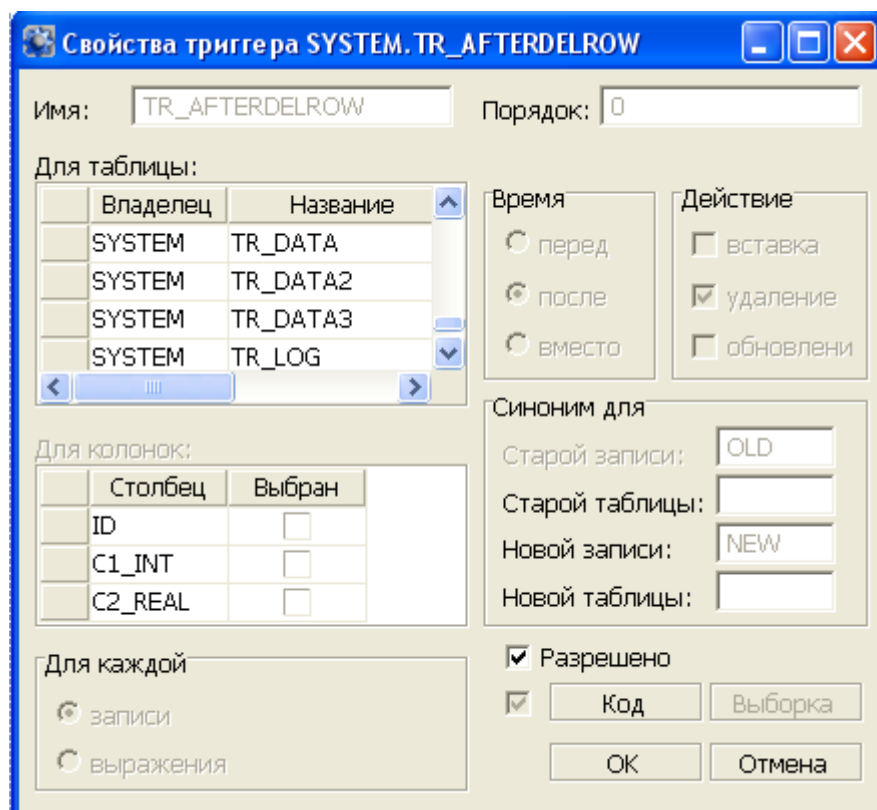 Свойства триггера SYSTEM.TR_AFTERDELROW
Имя: TR_AFTERDELROW Порядок: 0
Для таблицы:
Владелец Название
SYSTEM TR_DATA
SYSTEM TR_DATA2
SYSTEM TR_DATA3
SYSTEM TR_LOG
Время
перед
после
вместо
Действие
вставка
удаление
обновлени
Для колонок:
Столбец Выбран
ID
C1_INT
C2_REAL
Синоним для
Старой записи: OLD
Старой таблицы:
Новой записи: NEW
Новой таблицы:
Для каждой
записи
выражения
Разрешено
Код Выборка
OK Отмена